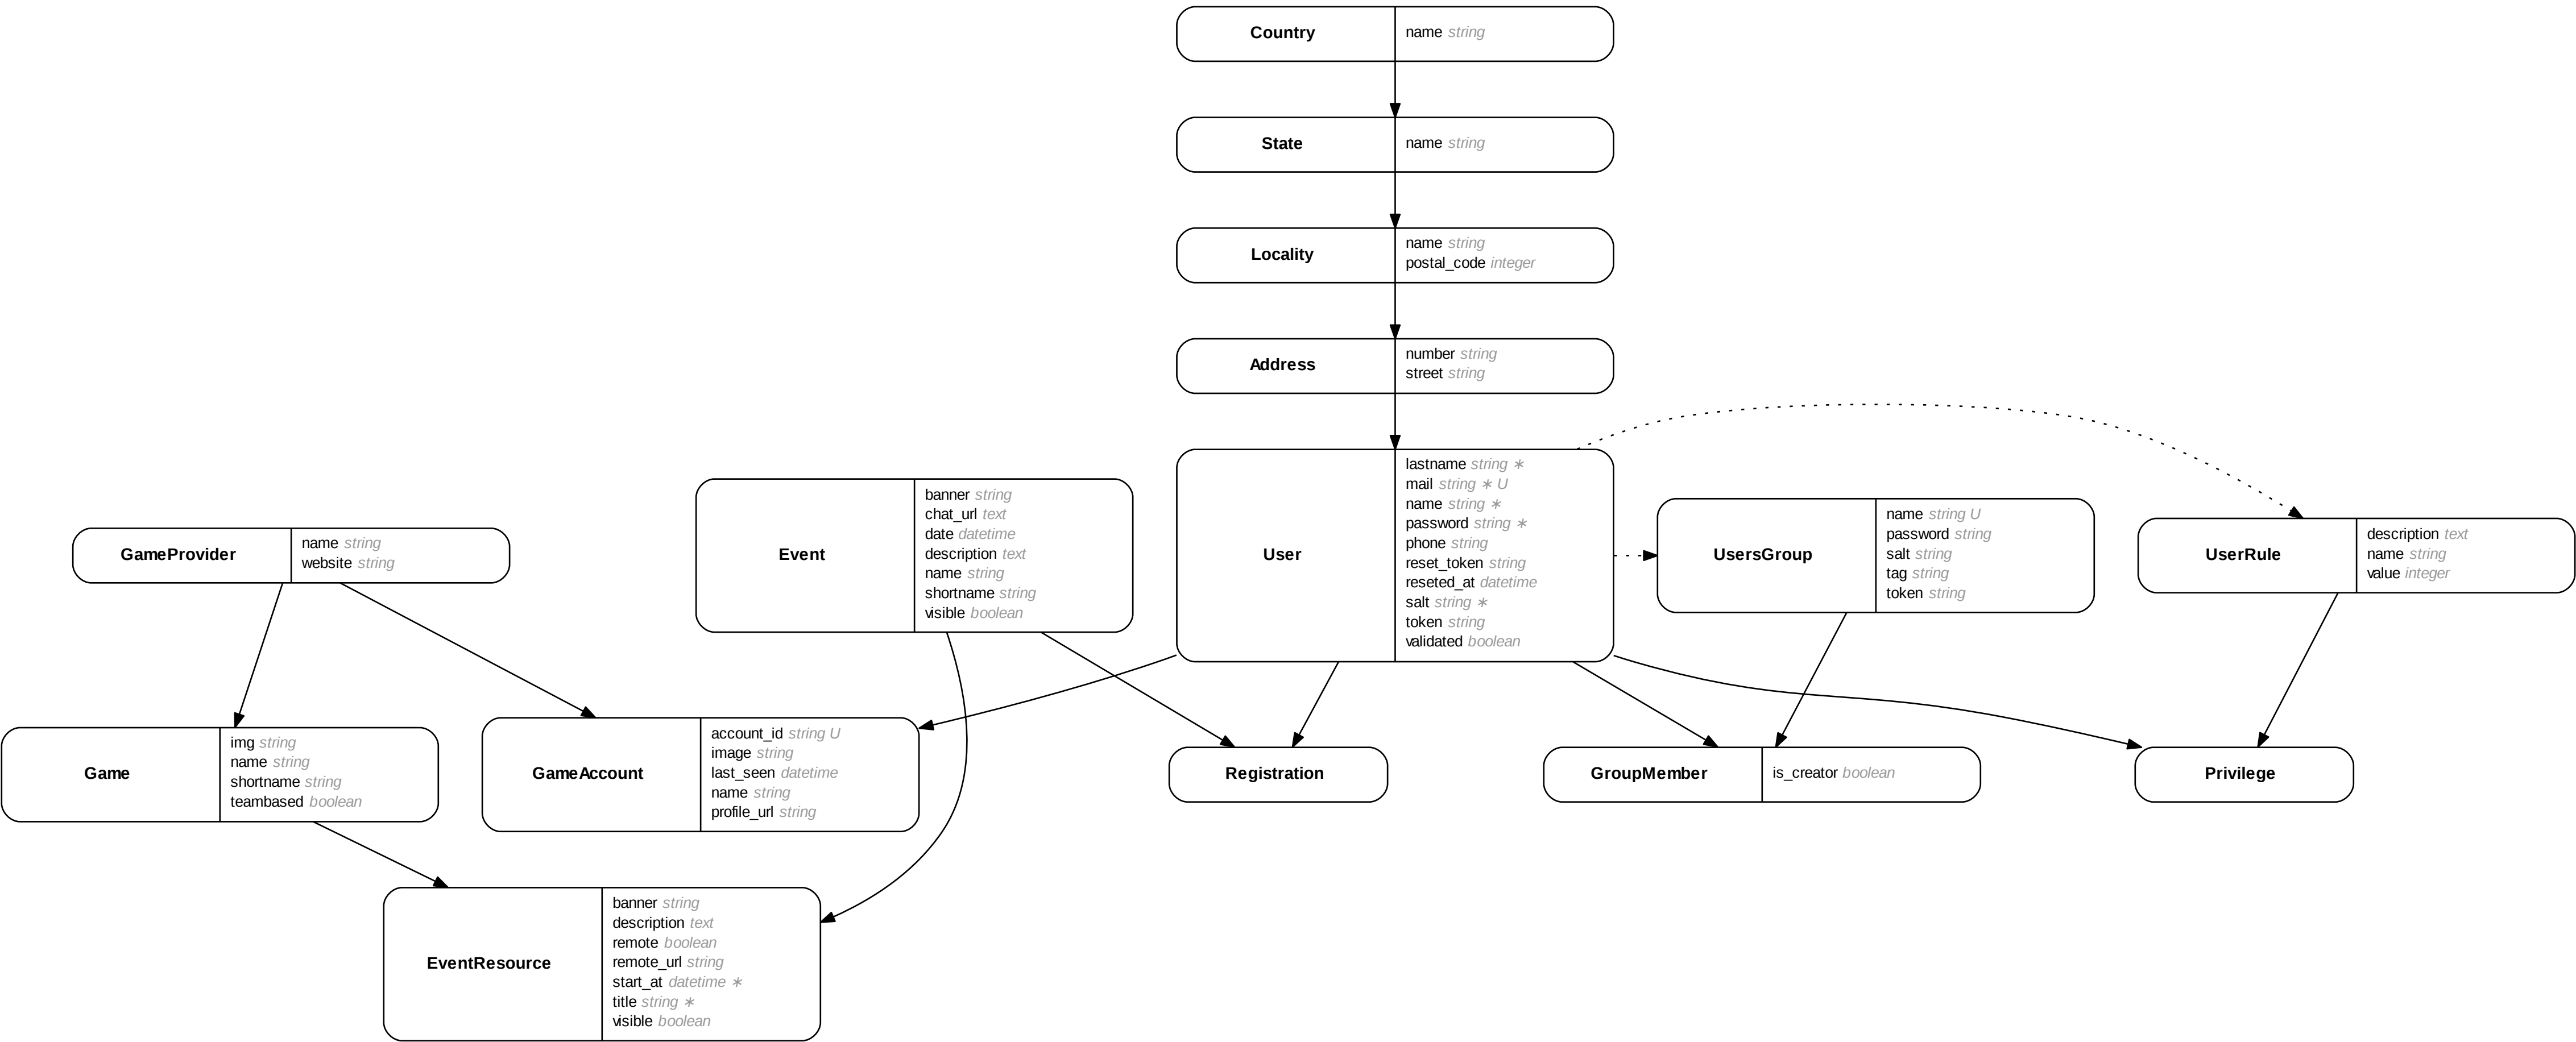 Country
name string
State
name string
Locality
name string
postal_code integer
Address
number string
street string
User
lastname string ∗
mail string ∗ U
name string ∗
password string ∗
phone string
reset_token string
reseted_at datetime
salt string ∗
token string
validated boolean
Event
banner string
chat_url text
date datetime
description text
name string
shortname string
visible boolean
GameProvider
name string
website string
UsersGroup
name string U
password string
salt string
tag string
token string
UserRule
description text
name string
value integer
Game
img string
name string
shortname string
teambased boolean
GameAccount
account_id string U
image string
last_seen datetime
name string
profile_url string
Registration
GroupMember
is_creator boolean
Privilege
EventResource
banner string
description text
remote boolean
remote_url string
start_at datetime ∗
title string ∗
visible boolean